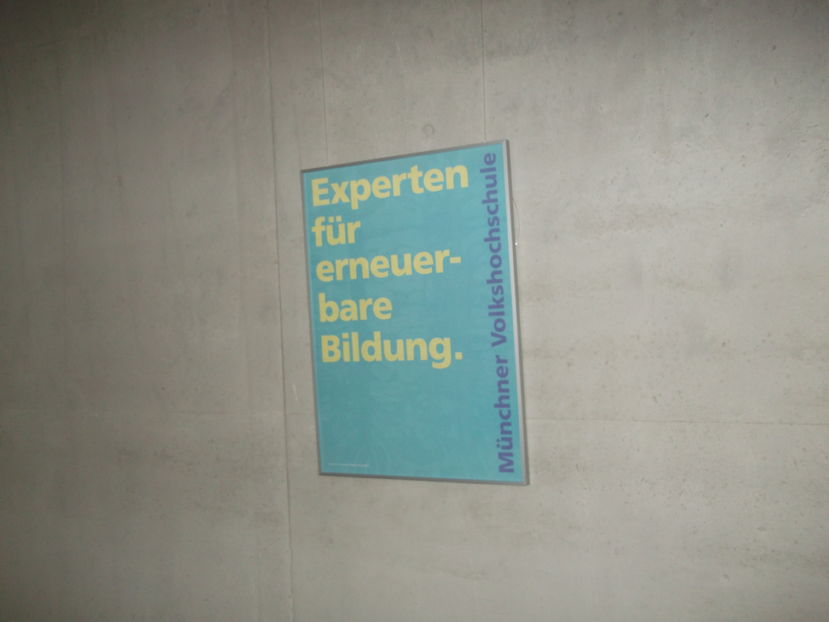 Experten
für
erneuer-
bare
Bildung.
Münchner Volkshochschule